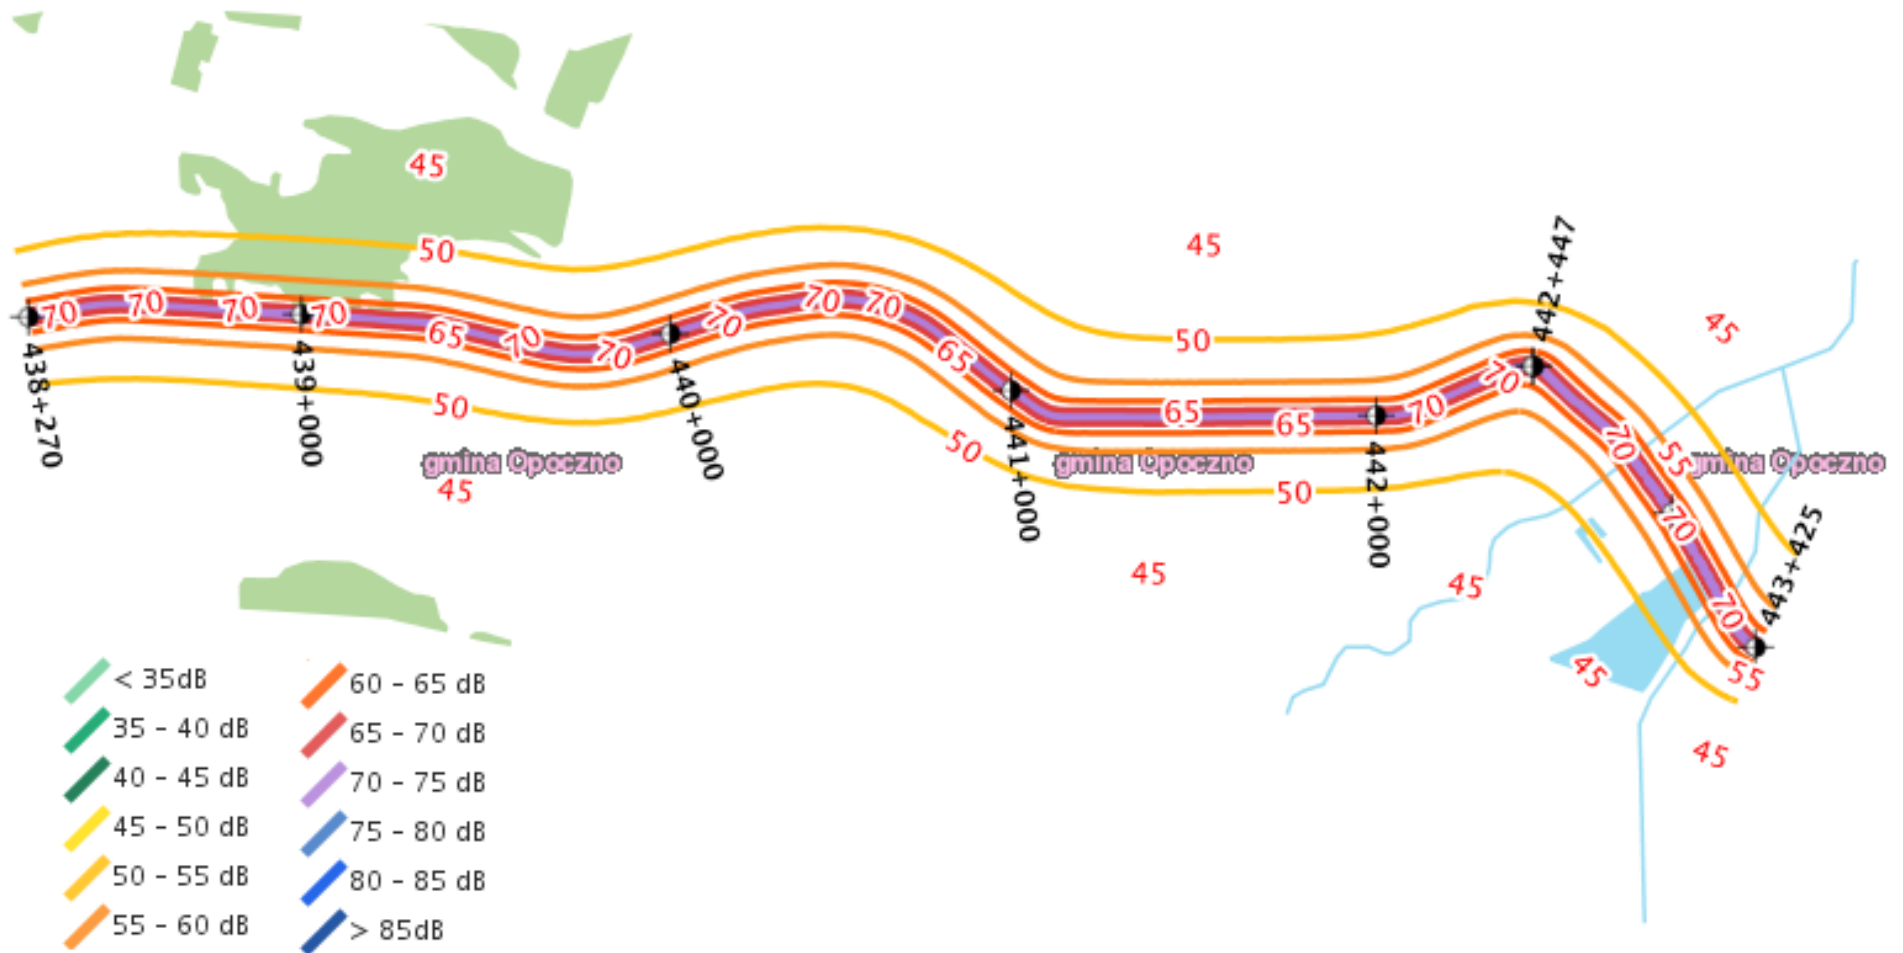 45
50
45
45
50
442+447
70
70
70
70
65
70
70
70
70
70
65
65
65
70
70
70
55
70
70
55
438+270
439+000
440+000
441+000
442+000
443+425
50
50
50
gmina Opoczno
gmina Opoczno
gmina Opoczno
45
45
45
45
45
< 35dB
35 - 40 dB
40 - 45 dB
45 - 50 dB
50 - 55 dB
55 - 60 dB
60 - 65 dB
65 - 70 dB
70 - 75 dB
75 - 80 dB
80 - 85 dB
> 85dB